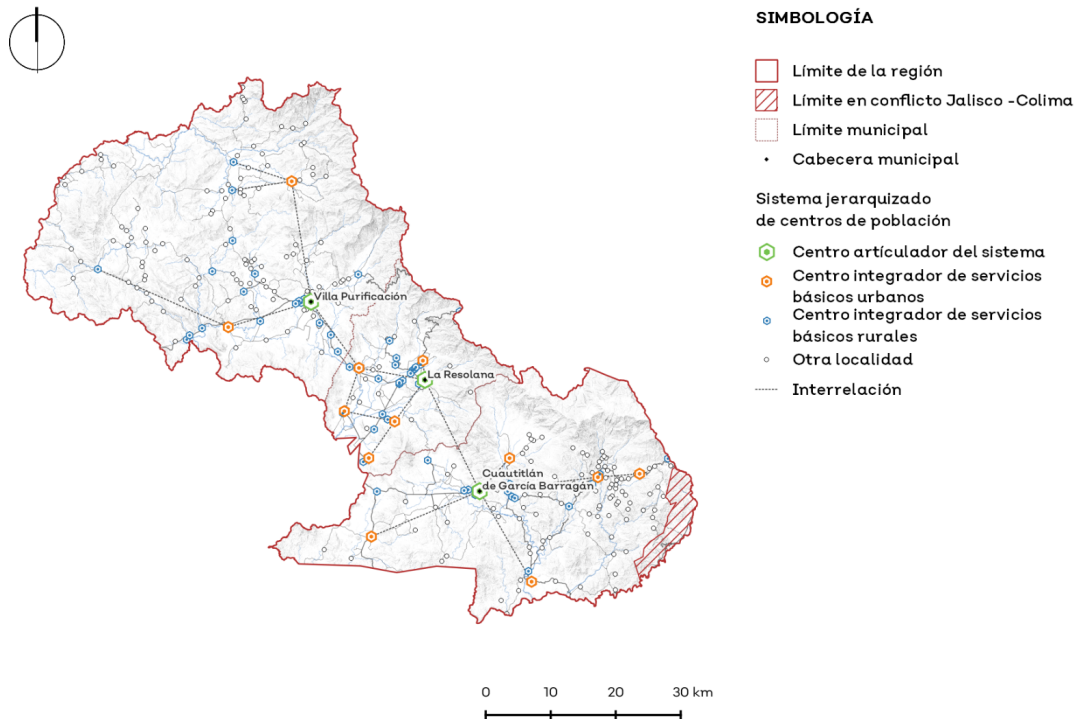 SIMBOLOGÍA
Límite de la región
Límite en conflicto Jalisco -Colima
Límite municipal
Cabecera municipal
Sistema jerarquizado
de centros de población
Centro artículador del sistema
Centro integrador de servicios
básicos urbanos
Centro integrador de servicios
básicos rurales
Otra localidad
Interrelación
Villa Purificación
La Resolana
Cuautitlán
de García Barragán
0 10 20 30 km